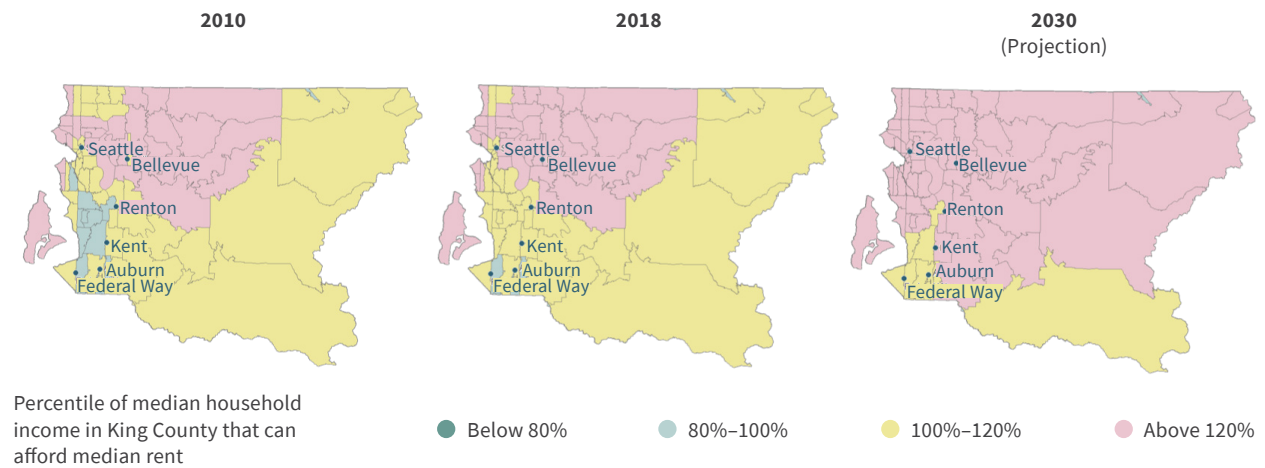 2010
Seattle
Bellevue
Renton
Kent
Auburn
Federal Way
2018
Seattle
Bellevue
Renton
Kent
Auburn
Federal Way
2030
(Projection)
Seattle
Bellevue
Renton
Kent
Auburn
Federal Way
Percentile of median household
income in King County that can
afford median rent
Below 80%
80%–100%
100%–120%
Above 120%